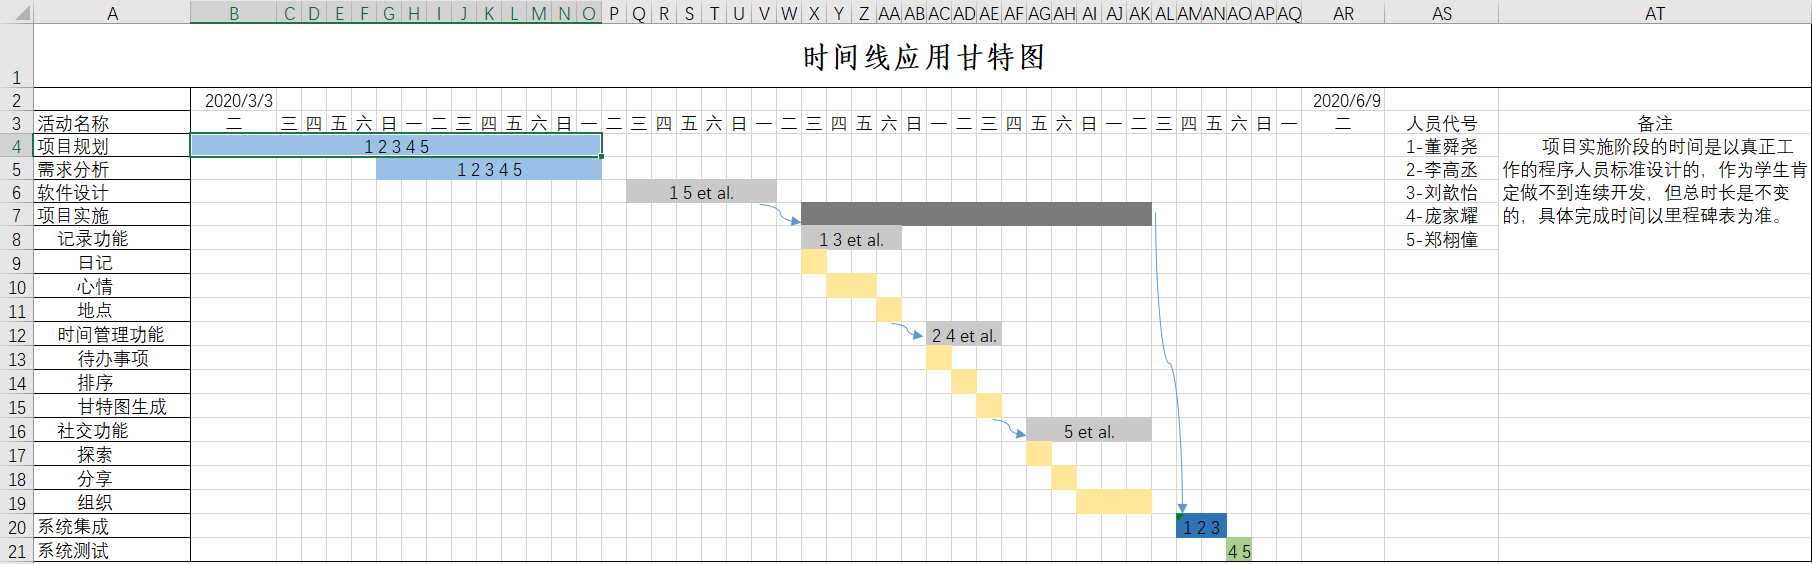 A B C D E F G H I J K L M N O P Q R S T U V W X Y Z AA AB AC AD AE AF AG AH AI AJ AK AL AM AN AO AP AQ AR AS AT
1 时间线应用甘特图
2 2020/3/3 2020/6/9
3 活动名称 二 三 四 五 六 日 一 二 三 四 五 六 日 一 二 三 四 五 六 日 一 二 三 四 五 六 日 一 二 三 四 五 六 日 一 二 三 四 五 六 日 一 二 人员代号 备注
4 项目规划 1 2 3 4 5 1-董舜尧 项目实施阶段的时间是以真正工
5 需求分析 1 2 3 4 5 2-李高丞 作的程序人员标准设计的，作为学生肯
6 软件设计 1 5 et al. 3-刘歆怡 定做不到连续开发，但总时长是不变
7 项目实施 4-庞家耀 的，具体完成时间以里程碑表为准。
8 记录功能 1 3 et al. 5-郑栩僮
9 日记
10 心情
11 地点
12 时间管理功能 2 4 et al.
13 待办事项
14 排序
15 甘特图生成
16 社交功能 5 et al.
17 探索
18 分享
19 组织
20 系统集成 1 2 3
21 系统测试 4 5